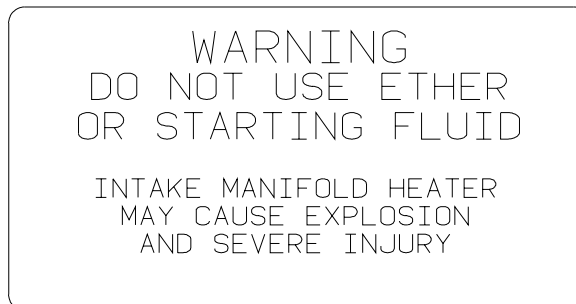 WARNING
DO NOT USE ETHER
OR STARTING FLUID
INTAKE MANIFOLD HEATER
MAY CAUSE EXPLOSION
AND SEVERE INJURY